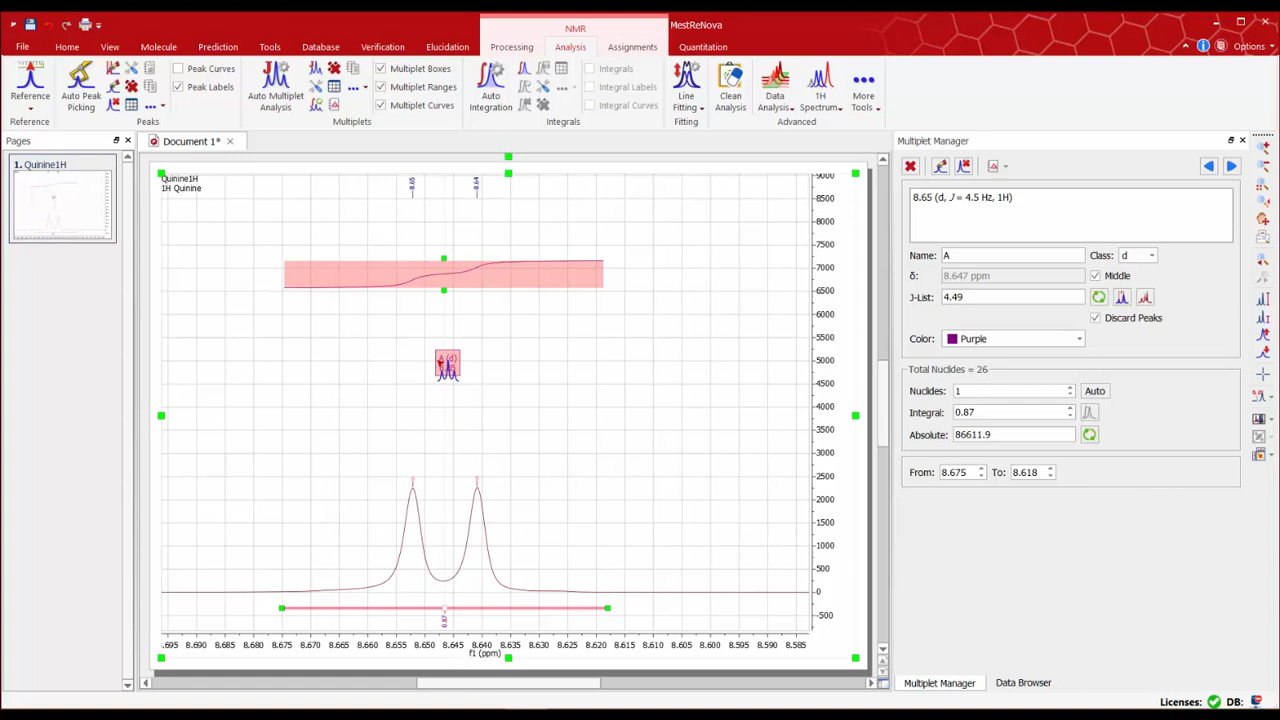 NMR
MestReNova
File
Home
View
Molecule
Prediction
Tools
Database
Verification
Elucidation
Processing
Analysis
Assignments
Quantitation
Options
Reference
Auto Peak Picking
Peak Curves
Peak Labels
Auto Multiplet Analysis
Multiplet Boxes
Multiplet Ranges
Multiplet Curves
Auto Integration
Integrals
Integral Labels
Integral Curves
Line Fitting
Clean Analysis
Data Analysis
1H Spectrum
More Tools
Reference
Peaks
Multiplets
Integrals
Fitting
Advanced
Pages
1. Quinine1H
Document 1*
Quinine1H
1H Quinine
8.65
8.64
A (d)
0.87
9000
8500
8000
7500
7000
6500
6000
5500
5000
4500
4000
3500
3000
2500
2000
1500
1000
500
0
-500
8.695 8.690 8.685 8.680 8.675 8.670 8.665 8.660 8.655 8.650 8.645 8.640 8.635 8.630 8.625 8.620 8.615 8.610 8.605 8.600 8.595 8.590 8.585
f1 (ppm)
Multiplet Manager
8.65 (d, J = 4.5 Hz, 1H)
Name: A Class: d
δ: 8.647 ppm Middle
J-List: 4.49
Discard Peaks
Color: Purple
Total Nuclides = 26
Nuclides: 1 Auto
Integral: 0.87
Absolute: 86611.9
From: 8.675 To: 8.618
Multiplet Manager
Data Browser
Licenses: DB: